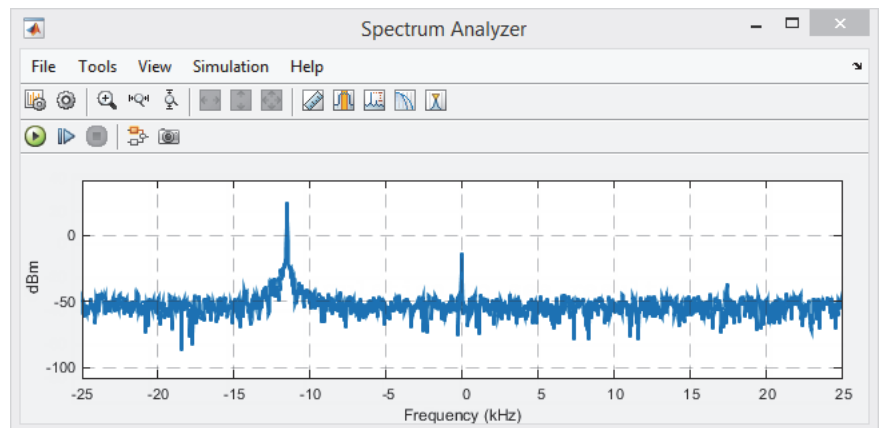 Spectrum Analyzer
File Tools View Simulation Help
0
-50
-100
dBm
-25 -20 -15 -10 -5 0 5 10 15 20 25
Frequency (kHz)